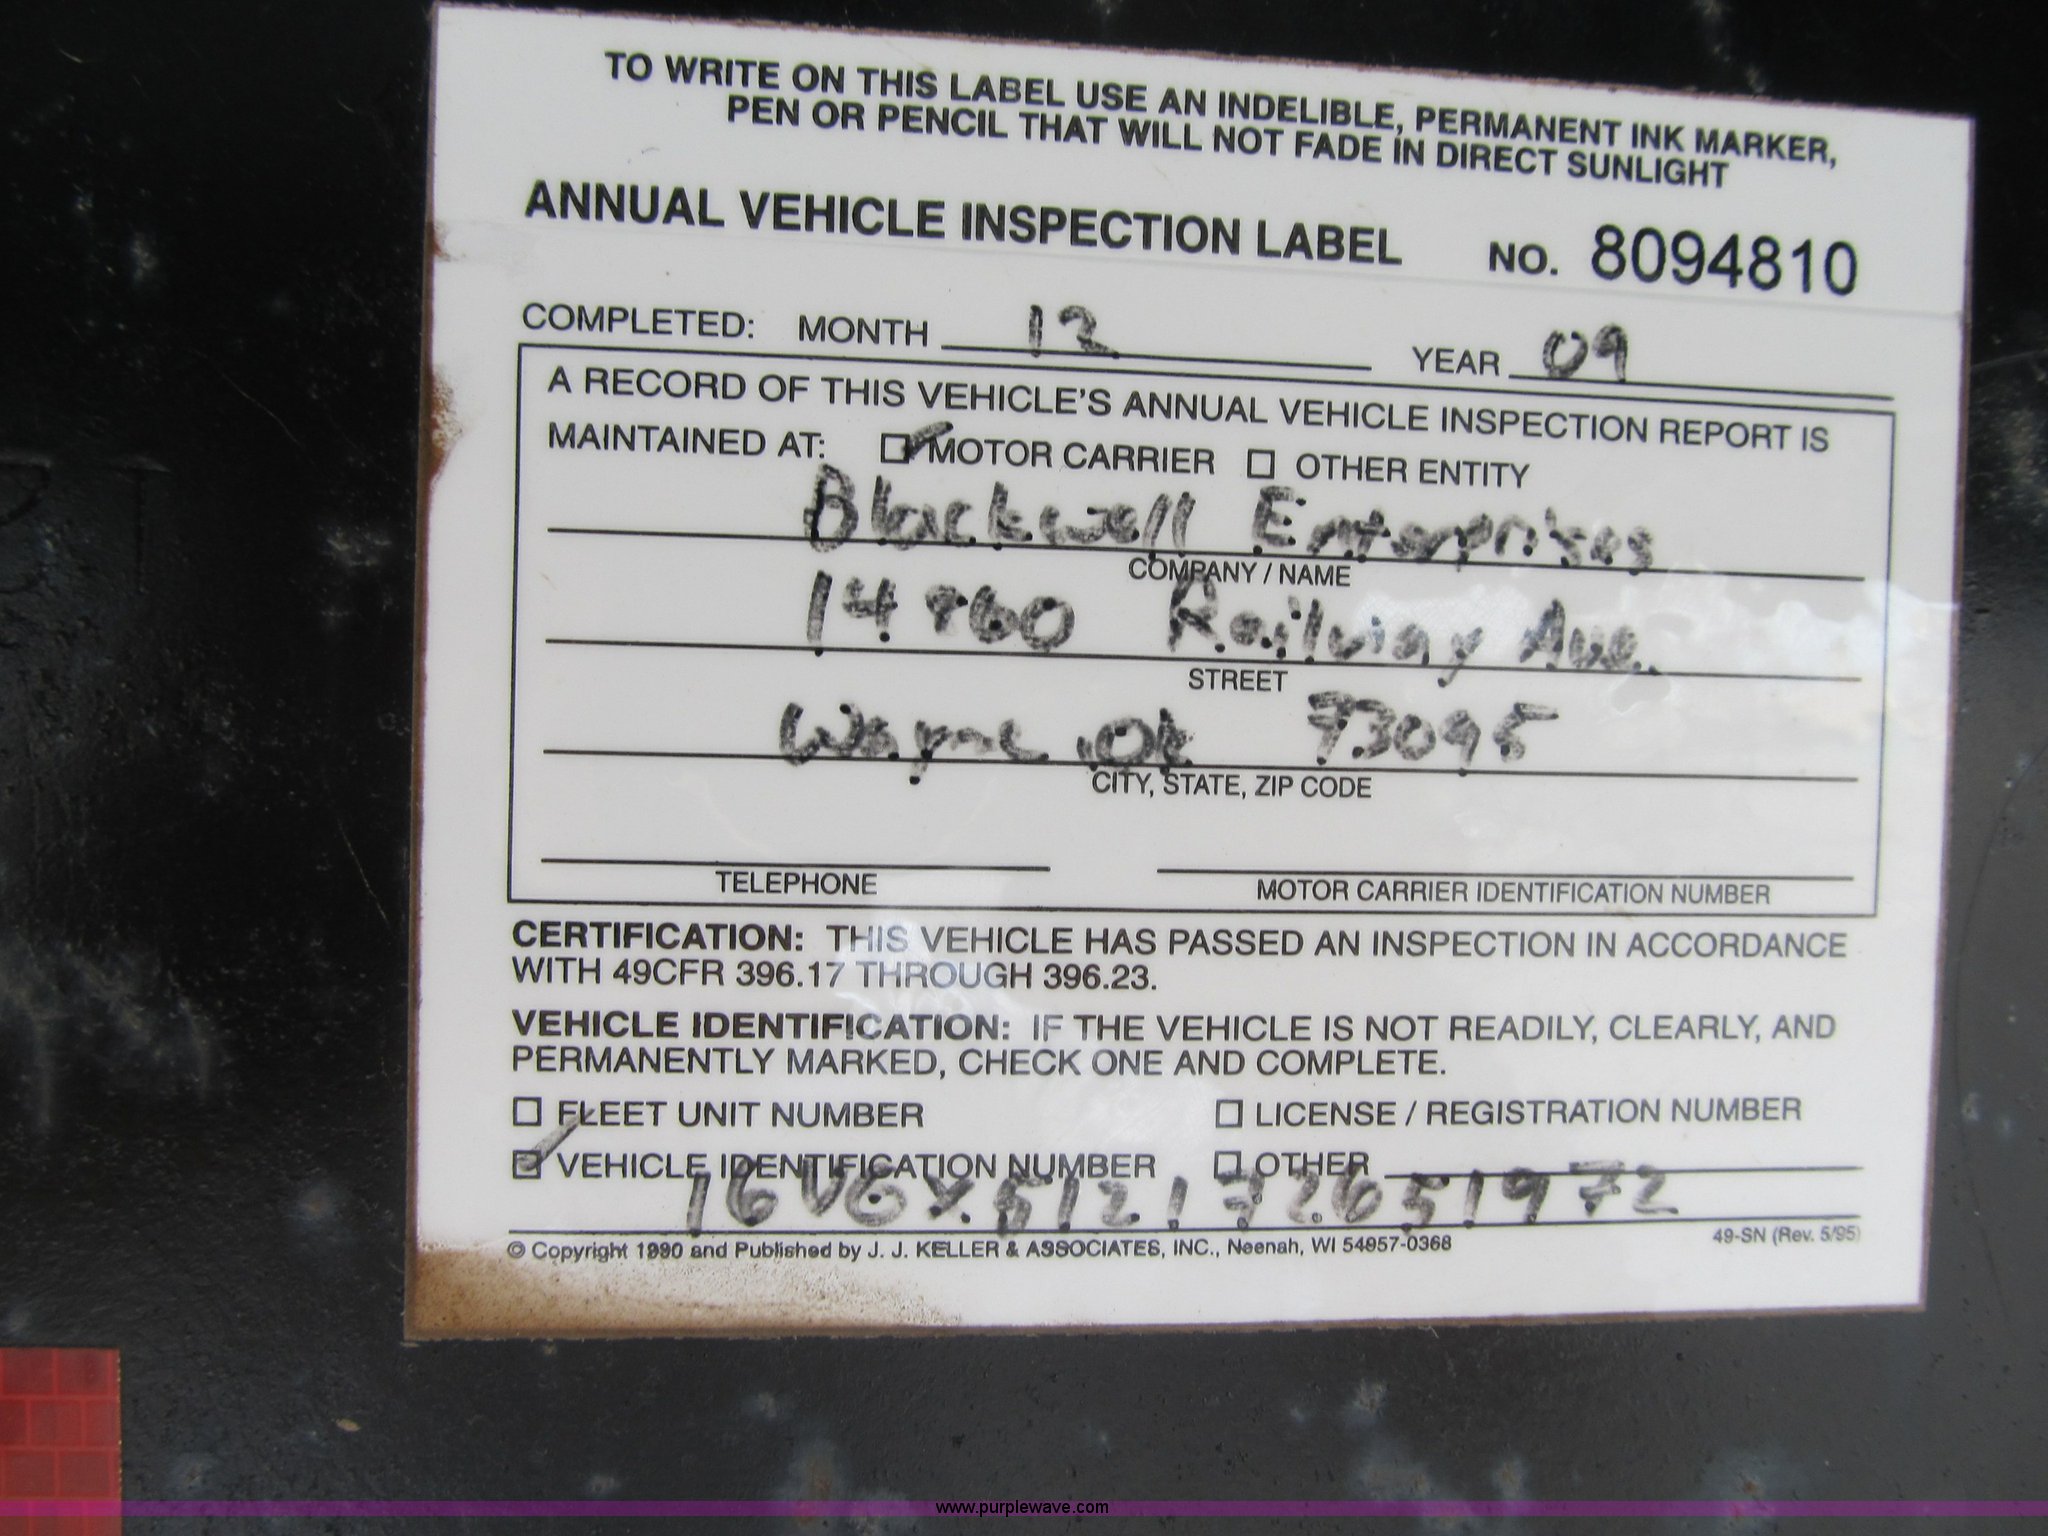 TO WRITE ON THIS LABEL USE AN INDELIBLE, PERMANENT INK MARKER,
PEN OR PENCIL THAT WILL NOT FADE IN DIRECT SUNLIGHT
ANNUAL VEHICLE INSPECTION LABEL NO. 8094810
COMPLETED: MONTH 12 YEAR 09
A RECORD OF THIS VEHICLE'S ANNUAL VEHICLE INSPECTION REPORT IS
MAINTAINED AT: MOTOR CARRIER OTHER ENTITY
Blackwell Enterprises
COMPANY / NAME
Railway Ave.
STREET
Wayne, Ok 73095
CITY, STATE, ZIP CODE
TELEPHONE MOTOR CARRIER IDENTIFICATION NUMBER
CERTIFICATION: THIS VEHICLE HAS PASSED AN INSPECTION IN ACCORDANCE
WITH 49CFR 396.17 THROUGH 396.23.
VEHICLE IDENTIFICATION: IF THE VEHICLE IS NOT READILY, CLEARLY, AND
PERMANENTLY MARKED, CHECK ONE AND COMPLETE.
FLEET UNIT NUMBER LICENSE / REGISTRATION NUMBER
VEHICLE IDENTIFICATION NUMBER OTHER
© Copyright 1990 and Published by J. J. KELLER & ASSOCIATES, INC., Neenah, WI 54957-0368 49-SN (Rev. 5/95)
www.purplewave.com